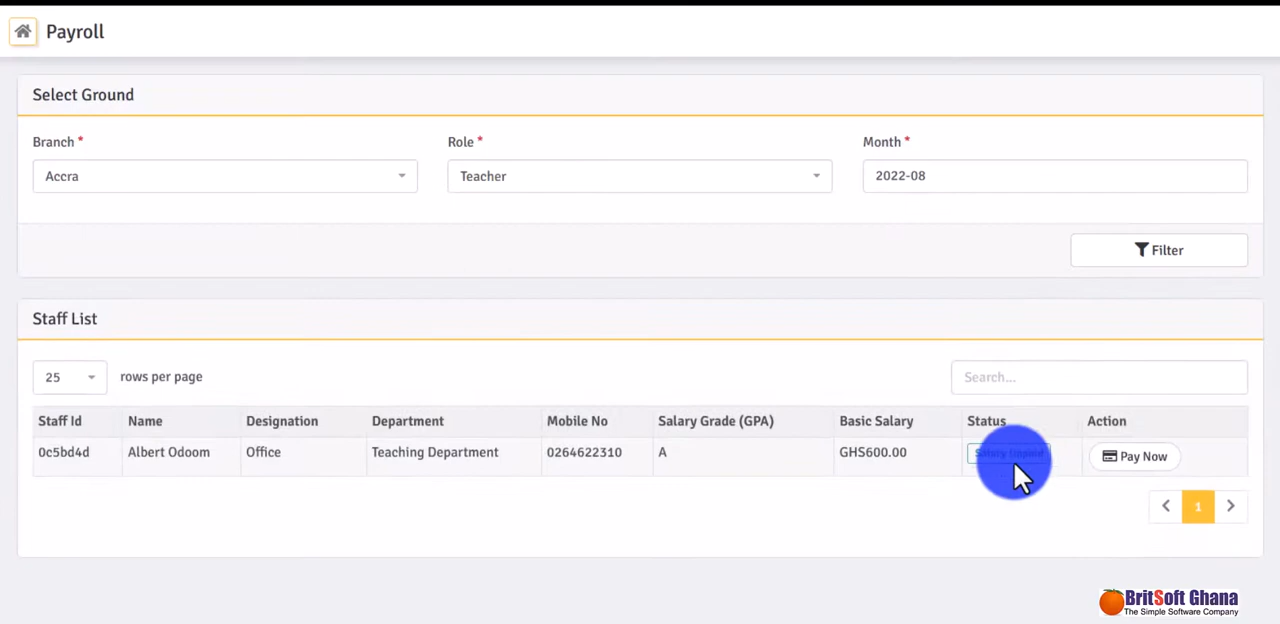 Payroll
Select Ground
Branch *
Role *
Month *
Accra
Teacher
2022-08
Filter
Staff List
25
rows per page
Search...
Staff Id Name Designation Department Mobile No Salary Grade (GPA) Basic Salary Status Action
0c5bd4d Albert Odoom Office Teaching Department 0264622310 A GHS600.00 Salary Unpaid Pay Now
1
BritSoft Ghana
The Simple Software Company